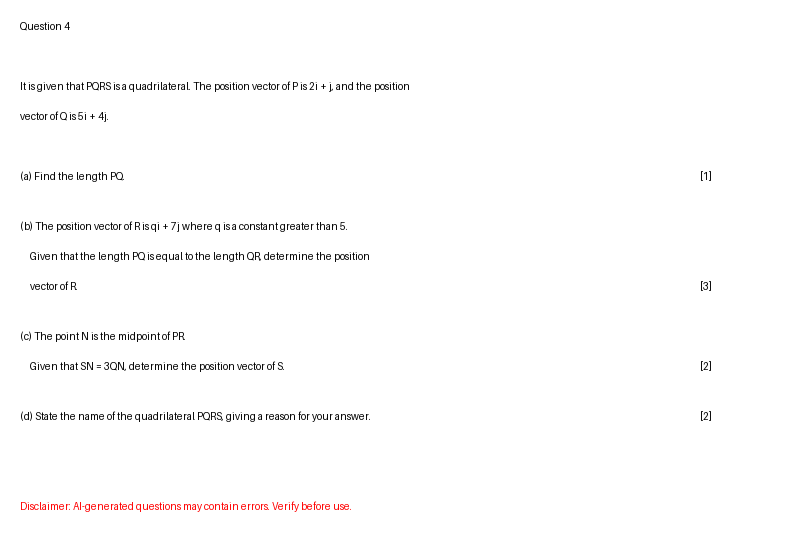 Question 4
It is given that PQRS is a quadrilateral. The position vector of P is 2i + j, and the position
vector of Q is 5i + 4j.
(a) Find the length PQ. [1]
(b) The position vector of R is qi + 7j where q is a constant greater than 5.
Given that the length PQ is equal to the length QR, determine the position
vector of R. [3]
(c) The point N is the midpoint of PR.
Given that SN = 3QN, determine the position vector of S. [2]
(d) State the name of the quadrilateral PQRS, giving a reason for your answer. [2]
Disclaimer: AI-generated questions may contain errors. Verify before use.